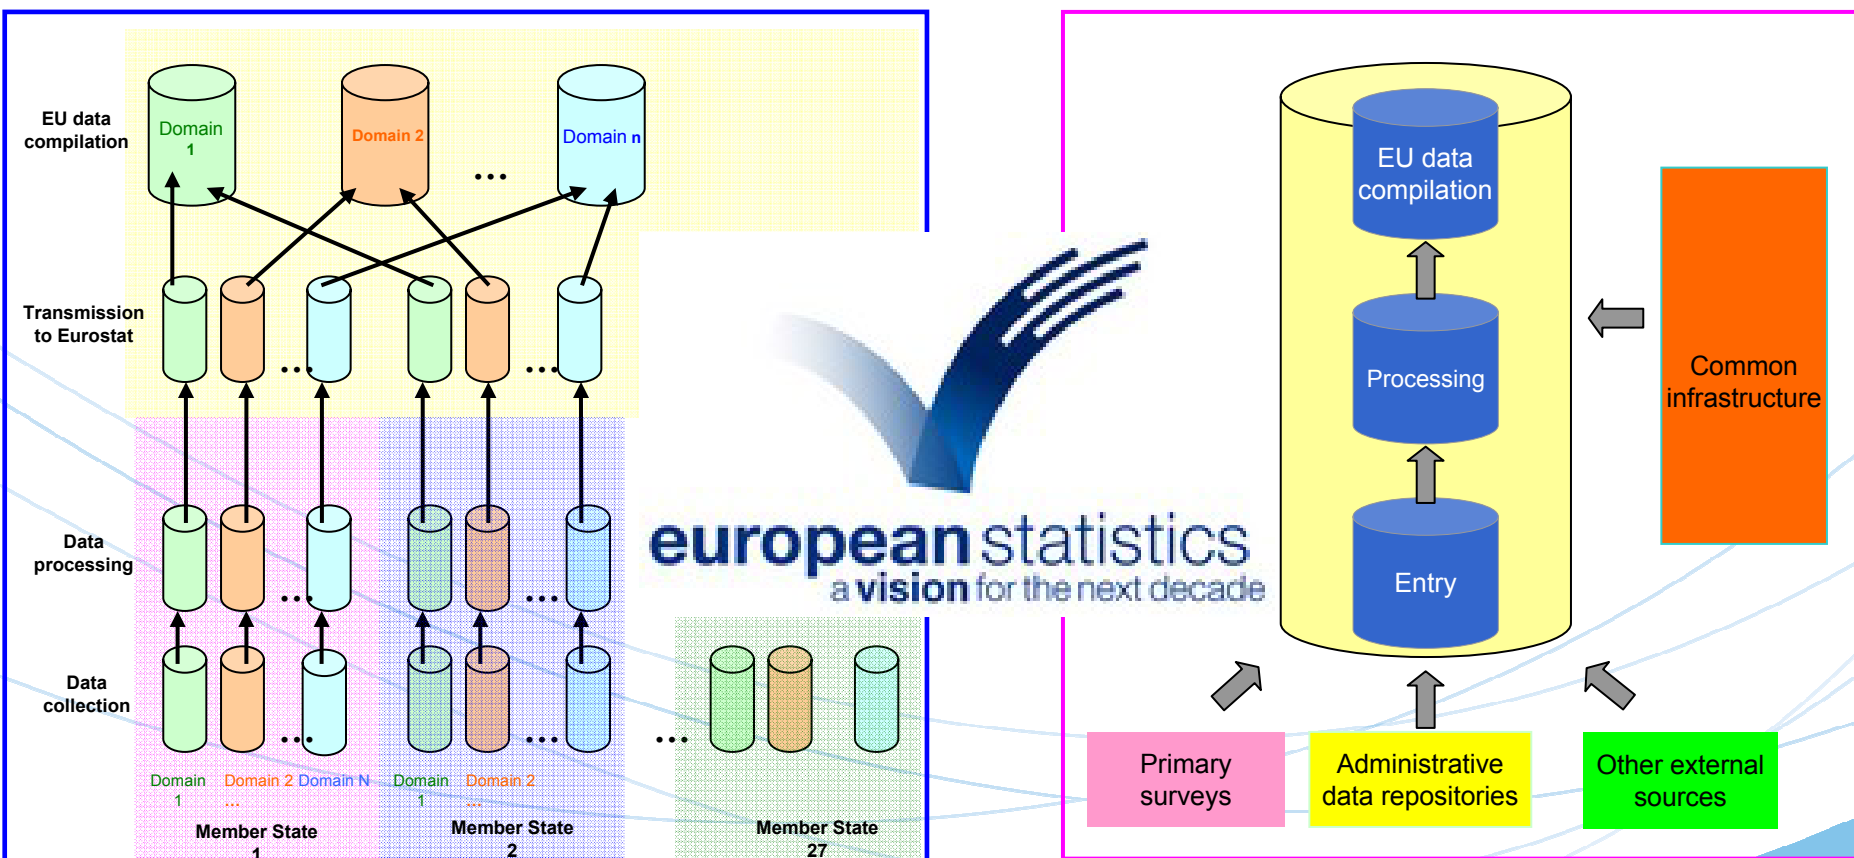 EU data
compilation
Domain
1
Domain 2
...
Domain n
Transmission
to Eurostat
...
...
Data
processing
...
...
Data
collection
...
...
...
Domain
1
Domain 2
...
Domain N
Domain
1
Domain 2
...
Member State
1
Member State
2
Member State
27
european statistics
a vision for the next decade
EU data
compilation
Processing
Entry
Common
infrastructure
Primary
surveys
Administrative
data repositories
Other external
sources